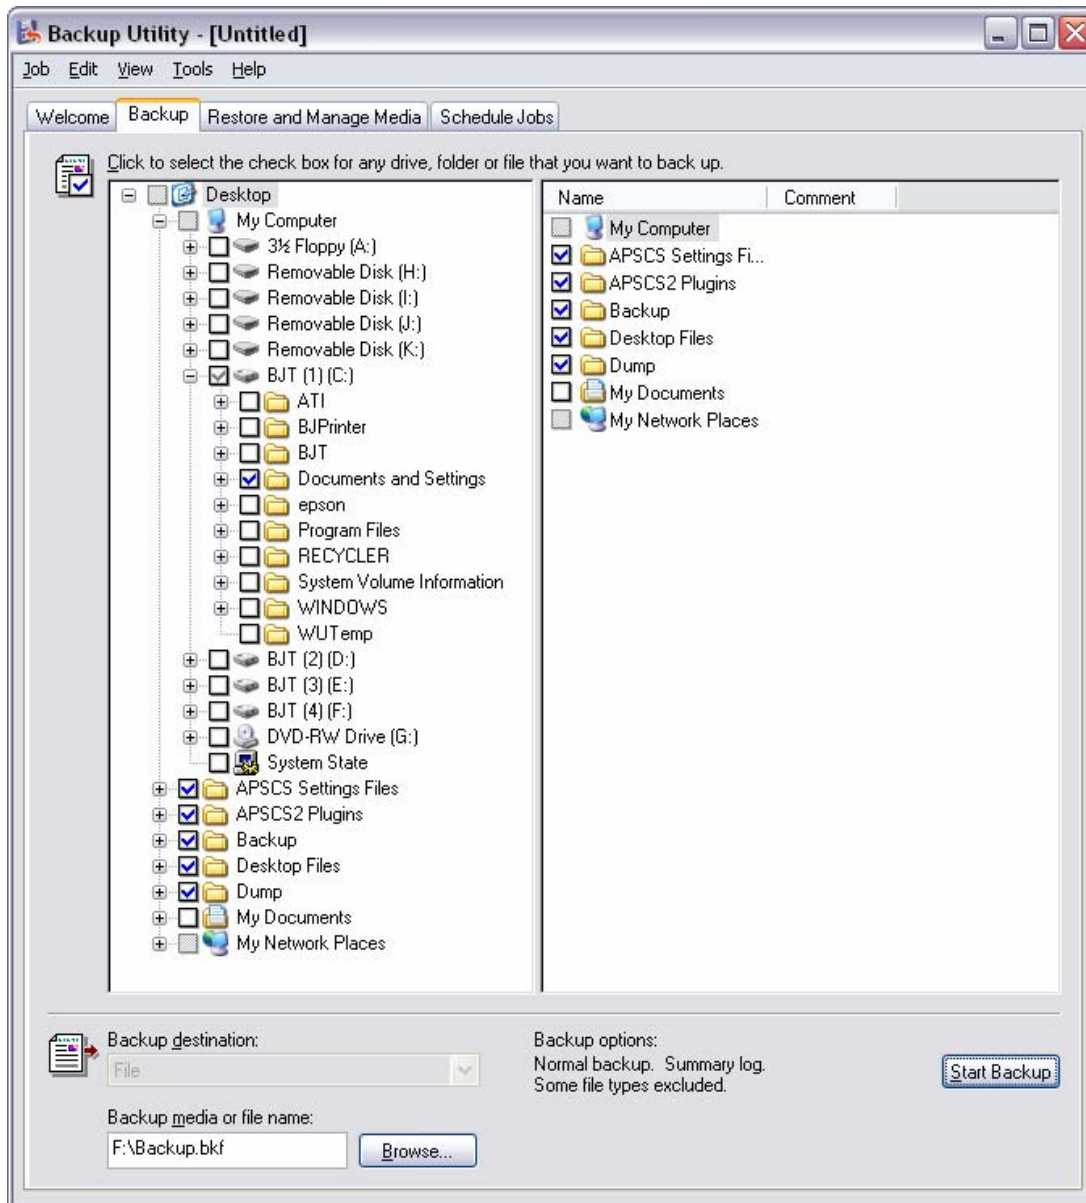 Backup Utility - [Untitled]
Job Edit View Tools Help
Welcome Backup Restore and Manage Media Schedule Jobs
Click to select the check box for any drive, folder or file that you want to back up.
Desktop
My Computer
3½ Floppy (A:)
Removable Disk (H:)
Removable Disk (I:)
Removable Disk (J:)
Removable Disk (K:)
BJT (1) (C:)
ATI
BJPrinter
BJT
Documents and Settings
epson
Program Files
RECYCLER
System Volume Information
WINDOWS
WUTemp
BJT (2) (D:)
BJT (3) (E:)
BJT (4) (F:)
DVD-RW Drive (G:)
System State
APSCS Settings Files
APSCS2 Plugins
Backup
Desktop Files
Dump
My Documents
My Network Places
Name Comment
My Computer
APSCS Settings Fi...
APSCS2 Plugins
Backup
Desktop Files
Dump
My Documents
My Network Places
Backup destination:
File
Backup media or file name:
F:\Backup.bkf
Browse...
Backup options:
Normal backup. Summary log.
Some file types excluded.
Start Backup